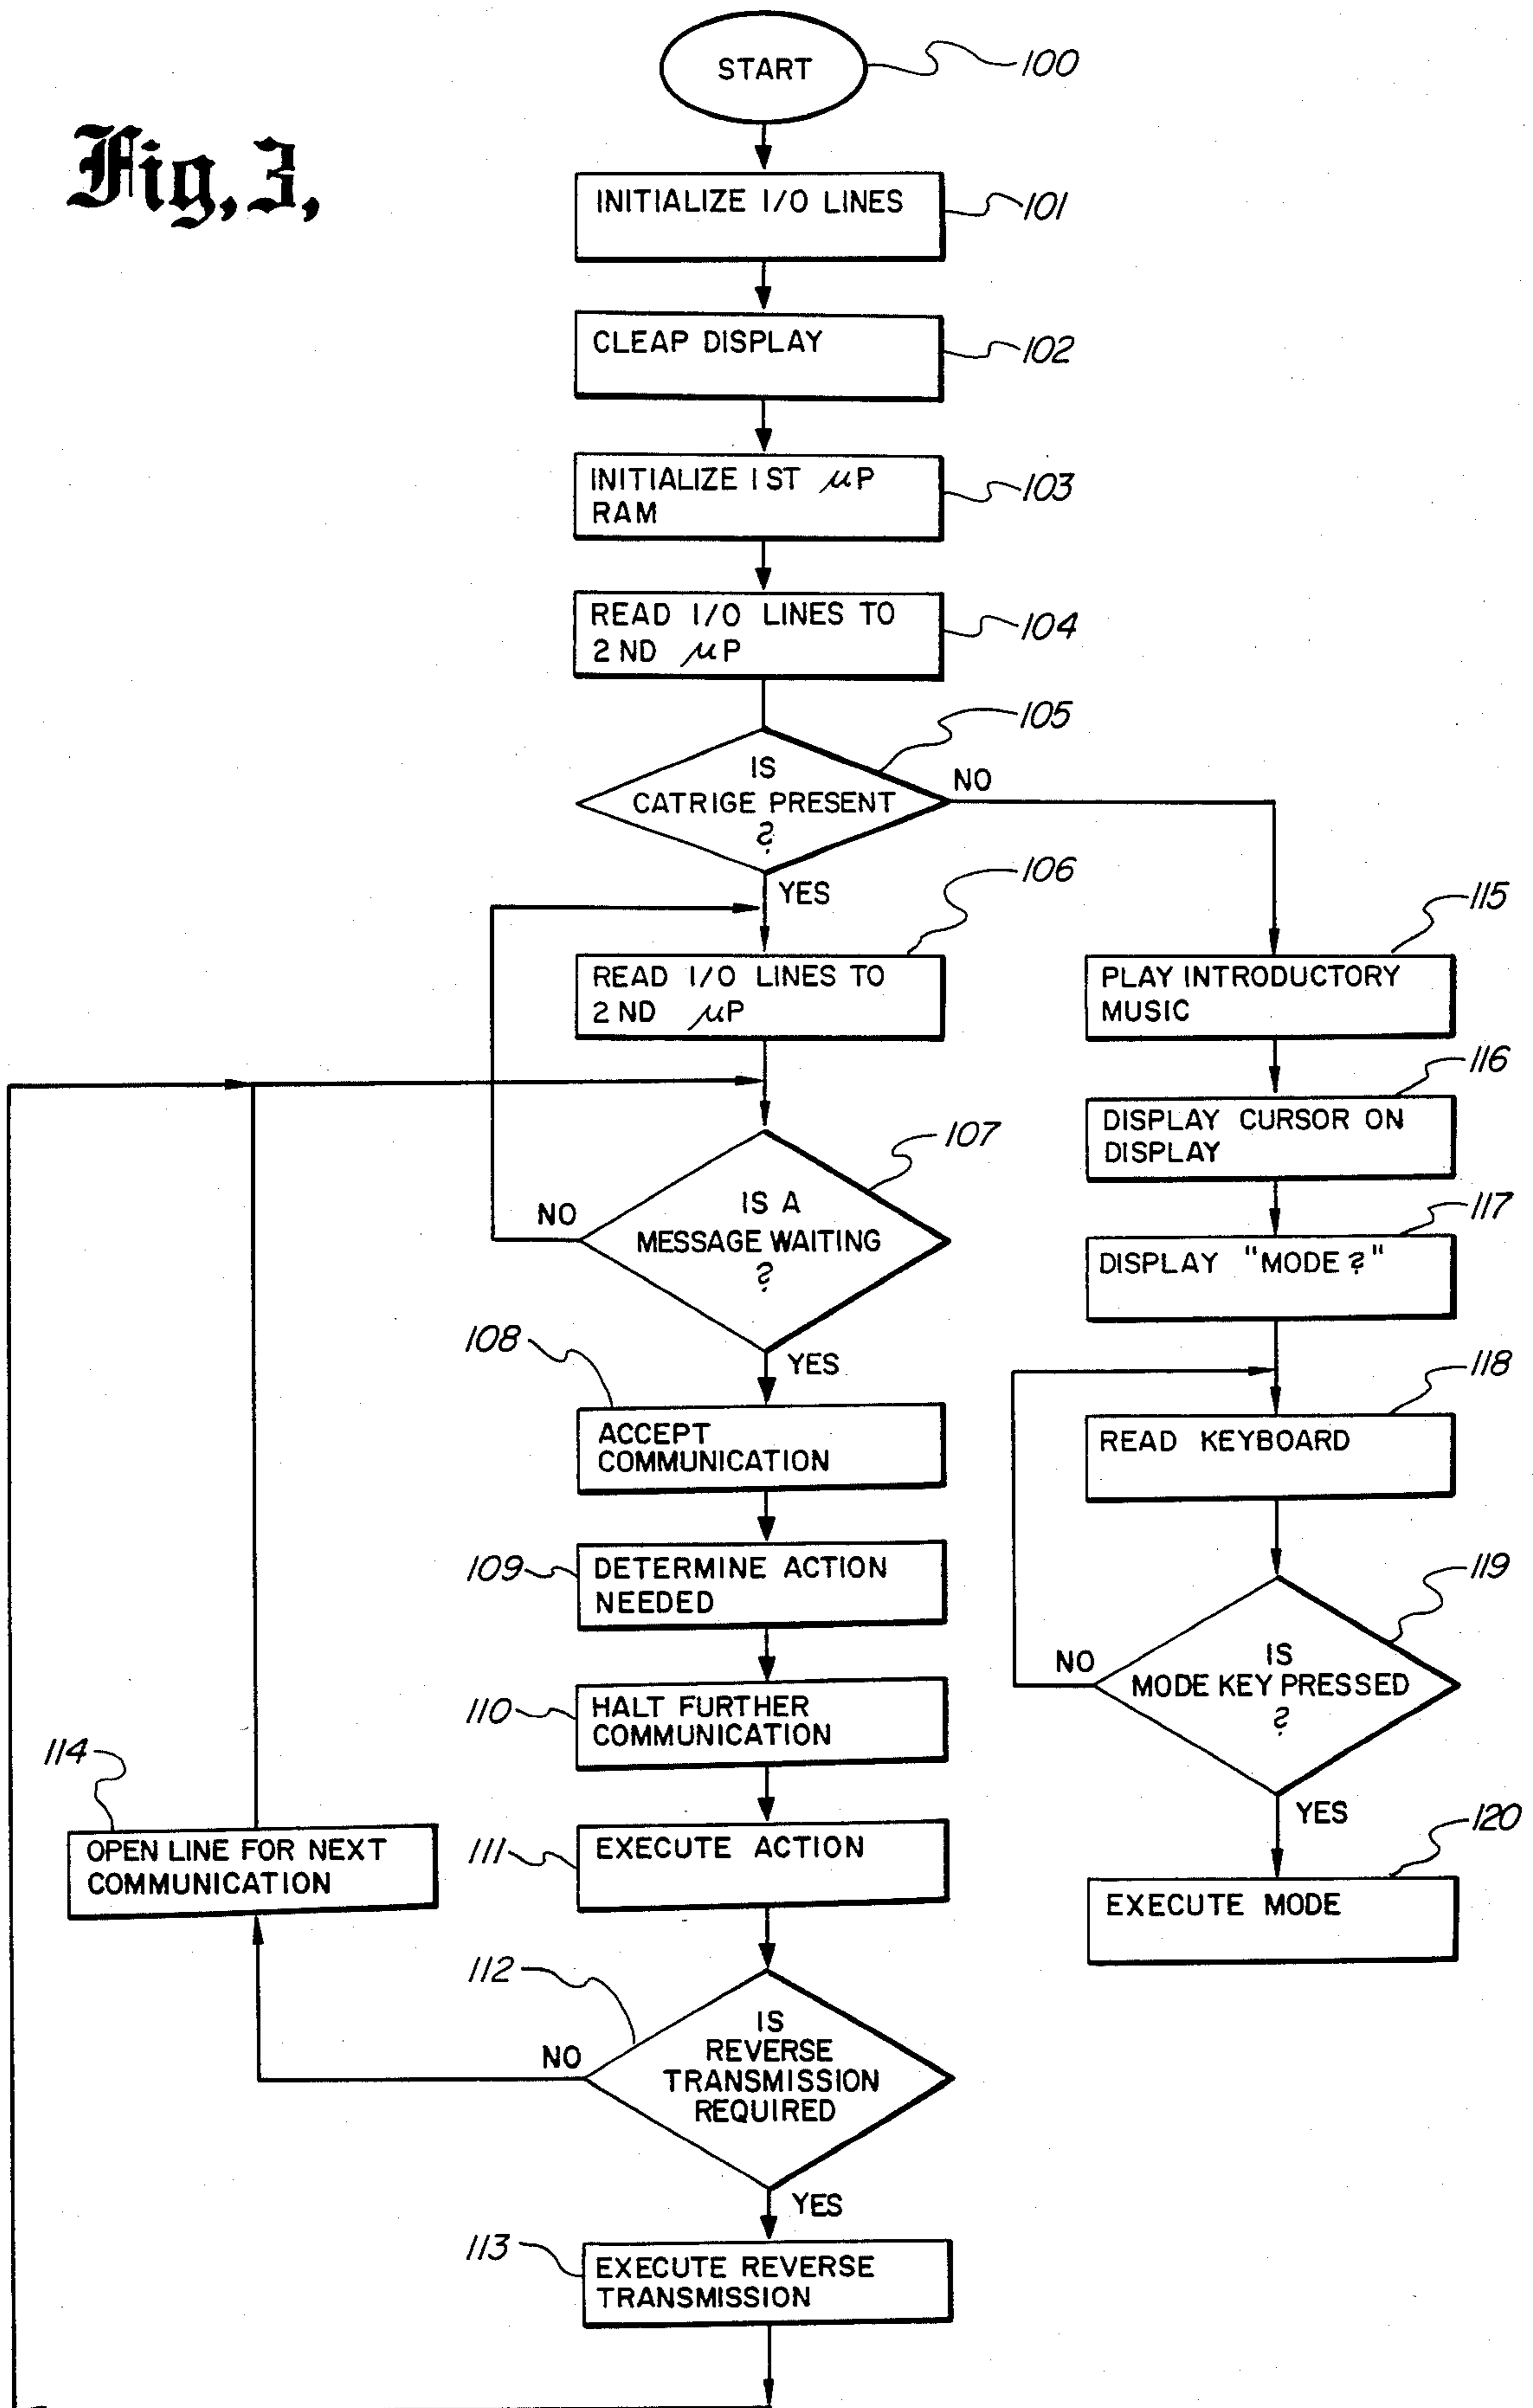 Fig, 3,
START
100
INITIALIZE I/O LINES
101
CLEAP DISPLAY
102
INITIALIZE 1ST µP
RAM
103
READ I/O LINES TO
2ND µP
104
IS
CATRIGE PRESENT
?
105
NO
YES
106
READ I/O LINES TO
2ND µP
107
IS A
MESSAGE WAITING
?
NO
YES
108
ACCEPT
COMMUNICATION
109
DETERMINE ACTION
NEEDED
110
HALT FURTHER
COMMUNICATION
111
EXECUTE ACTION
112
IS
REVERSE
TRANSMISSION
REQUIRED
NO
YES
113
EXECUTE REVERSE
TRANSMISSION
114
OPEN LINE FOR NEXT
COMMUNICATION
115
PLAY INTRODUCTORY
MUSIC
116
DISPLAY CURSOR ON
DISPLAY
117
DISPLAY "MODE?"
118
READ KEYBOARD
119
IS
MODE KEY PRESSED
?
NO
YES
120
EXECUTE MODE